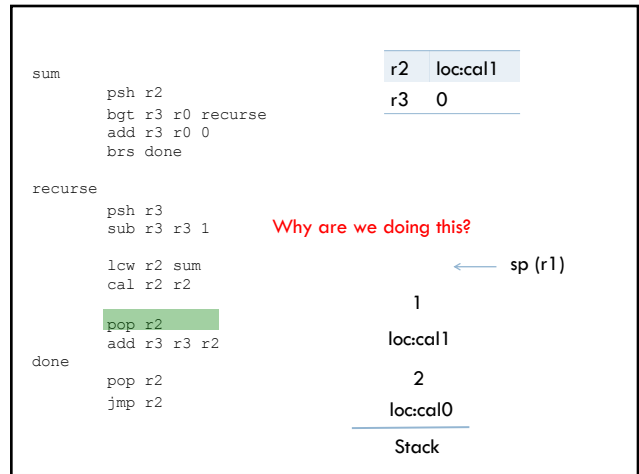 sum
psh r2
bgt r3 r0 recurse
add r3 r0 0
brs done
recurse
psh r3
sub r3 r3 1
lcw r2 sum
cal r2 r2
pop r2
add r3 r3 r2
done
pop r2
jmp r2
r2 loc:cal1
r3 0
Why are we doing this?
sp (r1)
1
loc:cal1
2
loc:cal0
Stack